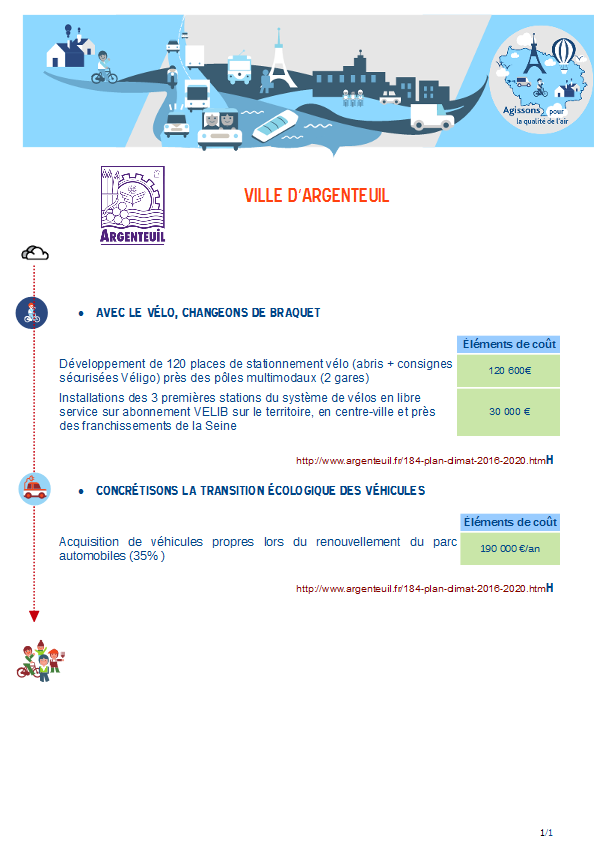 Agissons pour
la qualité de l'air
VILLE D'ARGENTEUIL
ARGENTEUIL
• AVEC LE VÉLO, CHANGEONS DE BRAQUET
Éléments de coût
Développement de 120 places de stationnement vélo (abris + consignes
sécurisées Véligo) près des pôles multimodaux (2 gares)
120 600€
Installations des 3 premières stations du système de vélos en libre
service sur abonnement VELIB sur le territoire, en centre-ville et près
des franchissements de la Seine
30 000 €
http://www.argenteuil.fr/184-plan-climat-2016-2020.htmH
• CONCRÉTISONS LA TRANSITION ÉCOLOGIQUE DES VÉHICULES
Éléments de coût
Acquisition de véhicules propres lors du renouvellement du parc
automobiles (35% )
190 000 €/an
http://www.argenteuil.fr/184-plan-climat-2016-2020.htmH
1/1